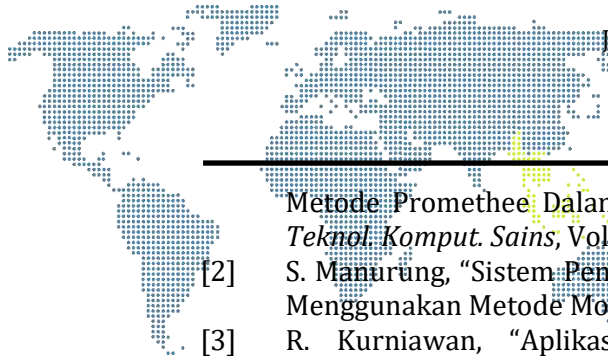 Metode Promethee Dalam
Teknol. Komput. Sains, Vol
[2] S. Manurung, “Sistem Pen
Menggunakan Metode Mo
[3] R. Kurniawan, “Aplikas